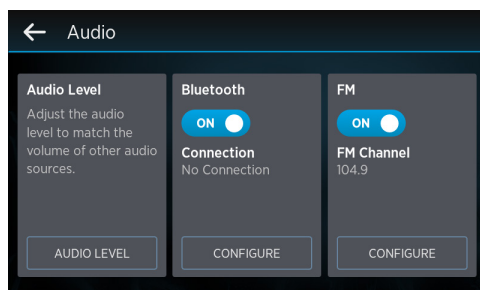 Audio
Audio Level
Adjust the audio
level to match the
volume of other audio
sources.
AUDIO LEVEL
Bluetooth
ON
Connection
No Connection
CONFIGURE
FM
ON
FM Channel
104.9
CONFIGURE